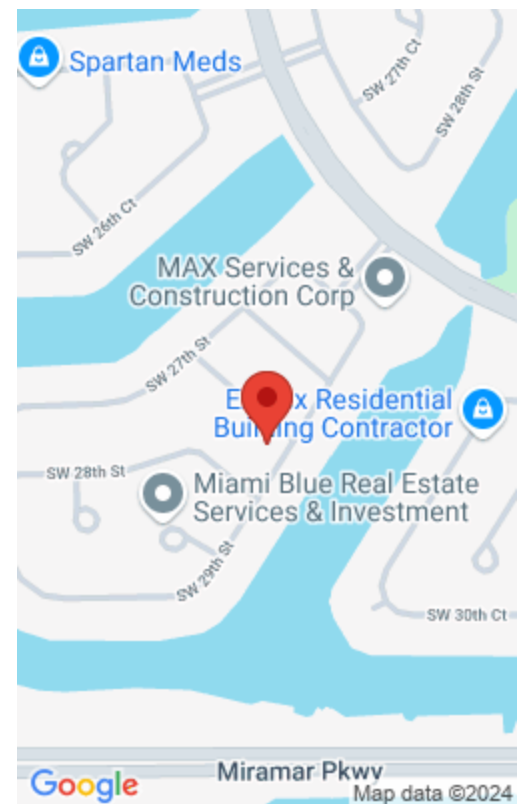 Spartan Meds
SW 27th Ct
SW 28th St
SW 26th Ct
MAX Services &
Construction Corp
SW 27th St
x Residential
Building Contractor
SW 28th St
Miami Blue Real Estate
Services & Investment
SW 29th St
SW 30th Ct
Miramar Pkwy
Google
Map data ©2024